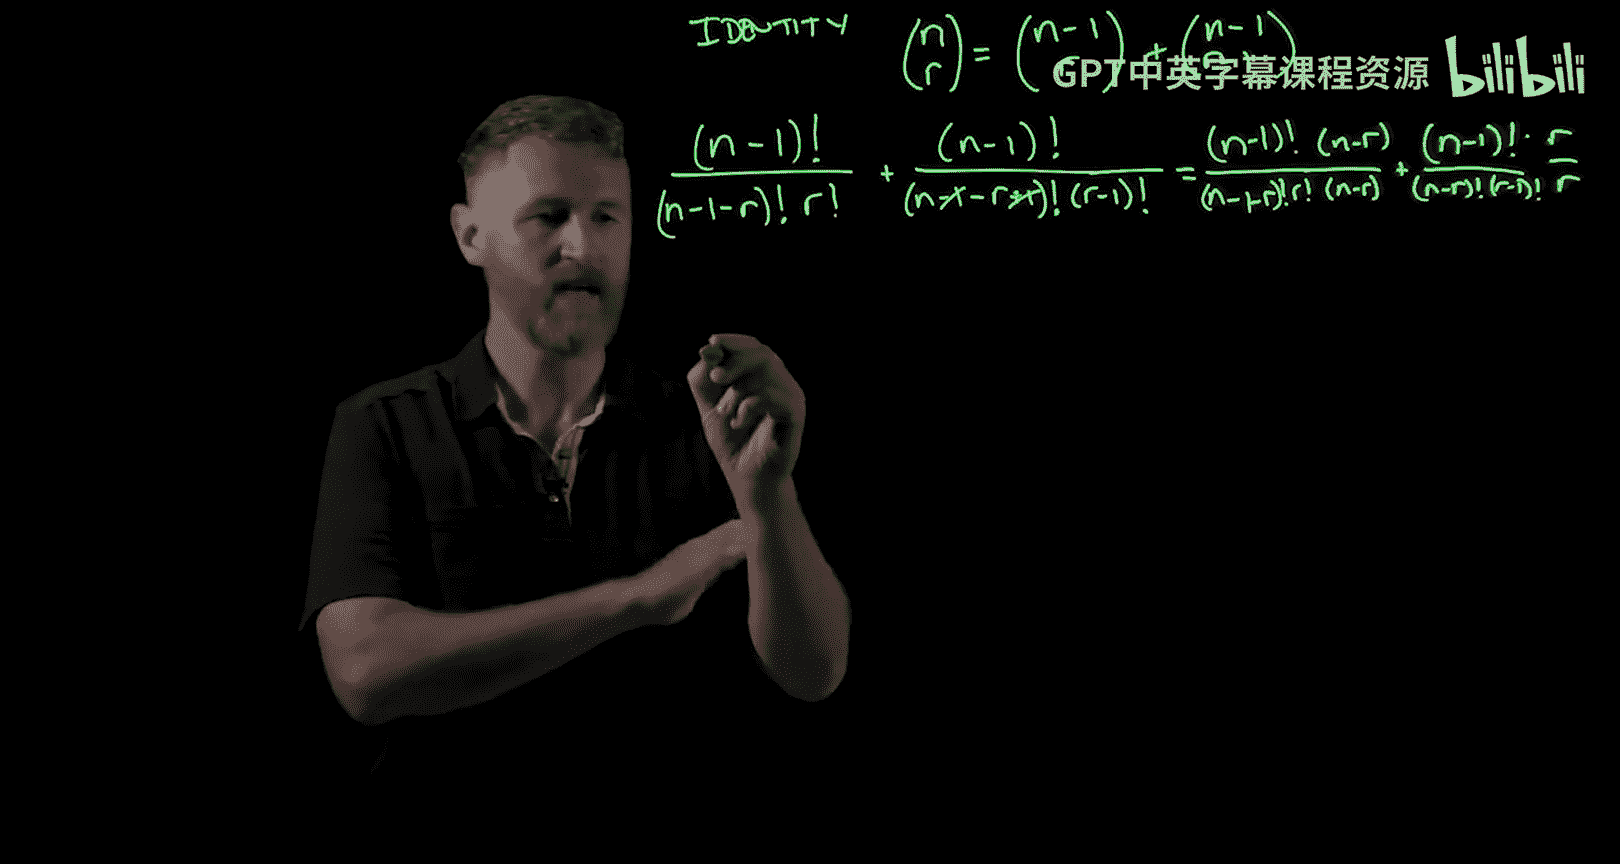 IDENTITY (n r) = (n-1 r) + (n-1
GPT中英字幕课程资源 bilibili
(n-1)! / (n-1-r)! r! + (n-1)! / (n-1-r+1)! (r-1)! = (n-1)! (n-r) / (n-1-r)! r! (n-r) + (n-1)! · r / (n-r)! (r-1)! r